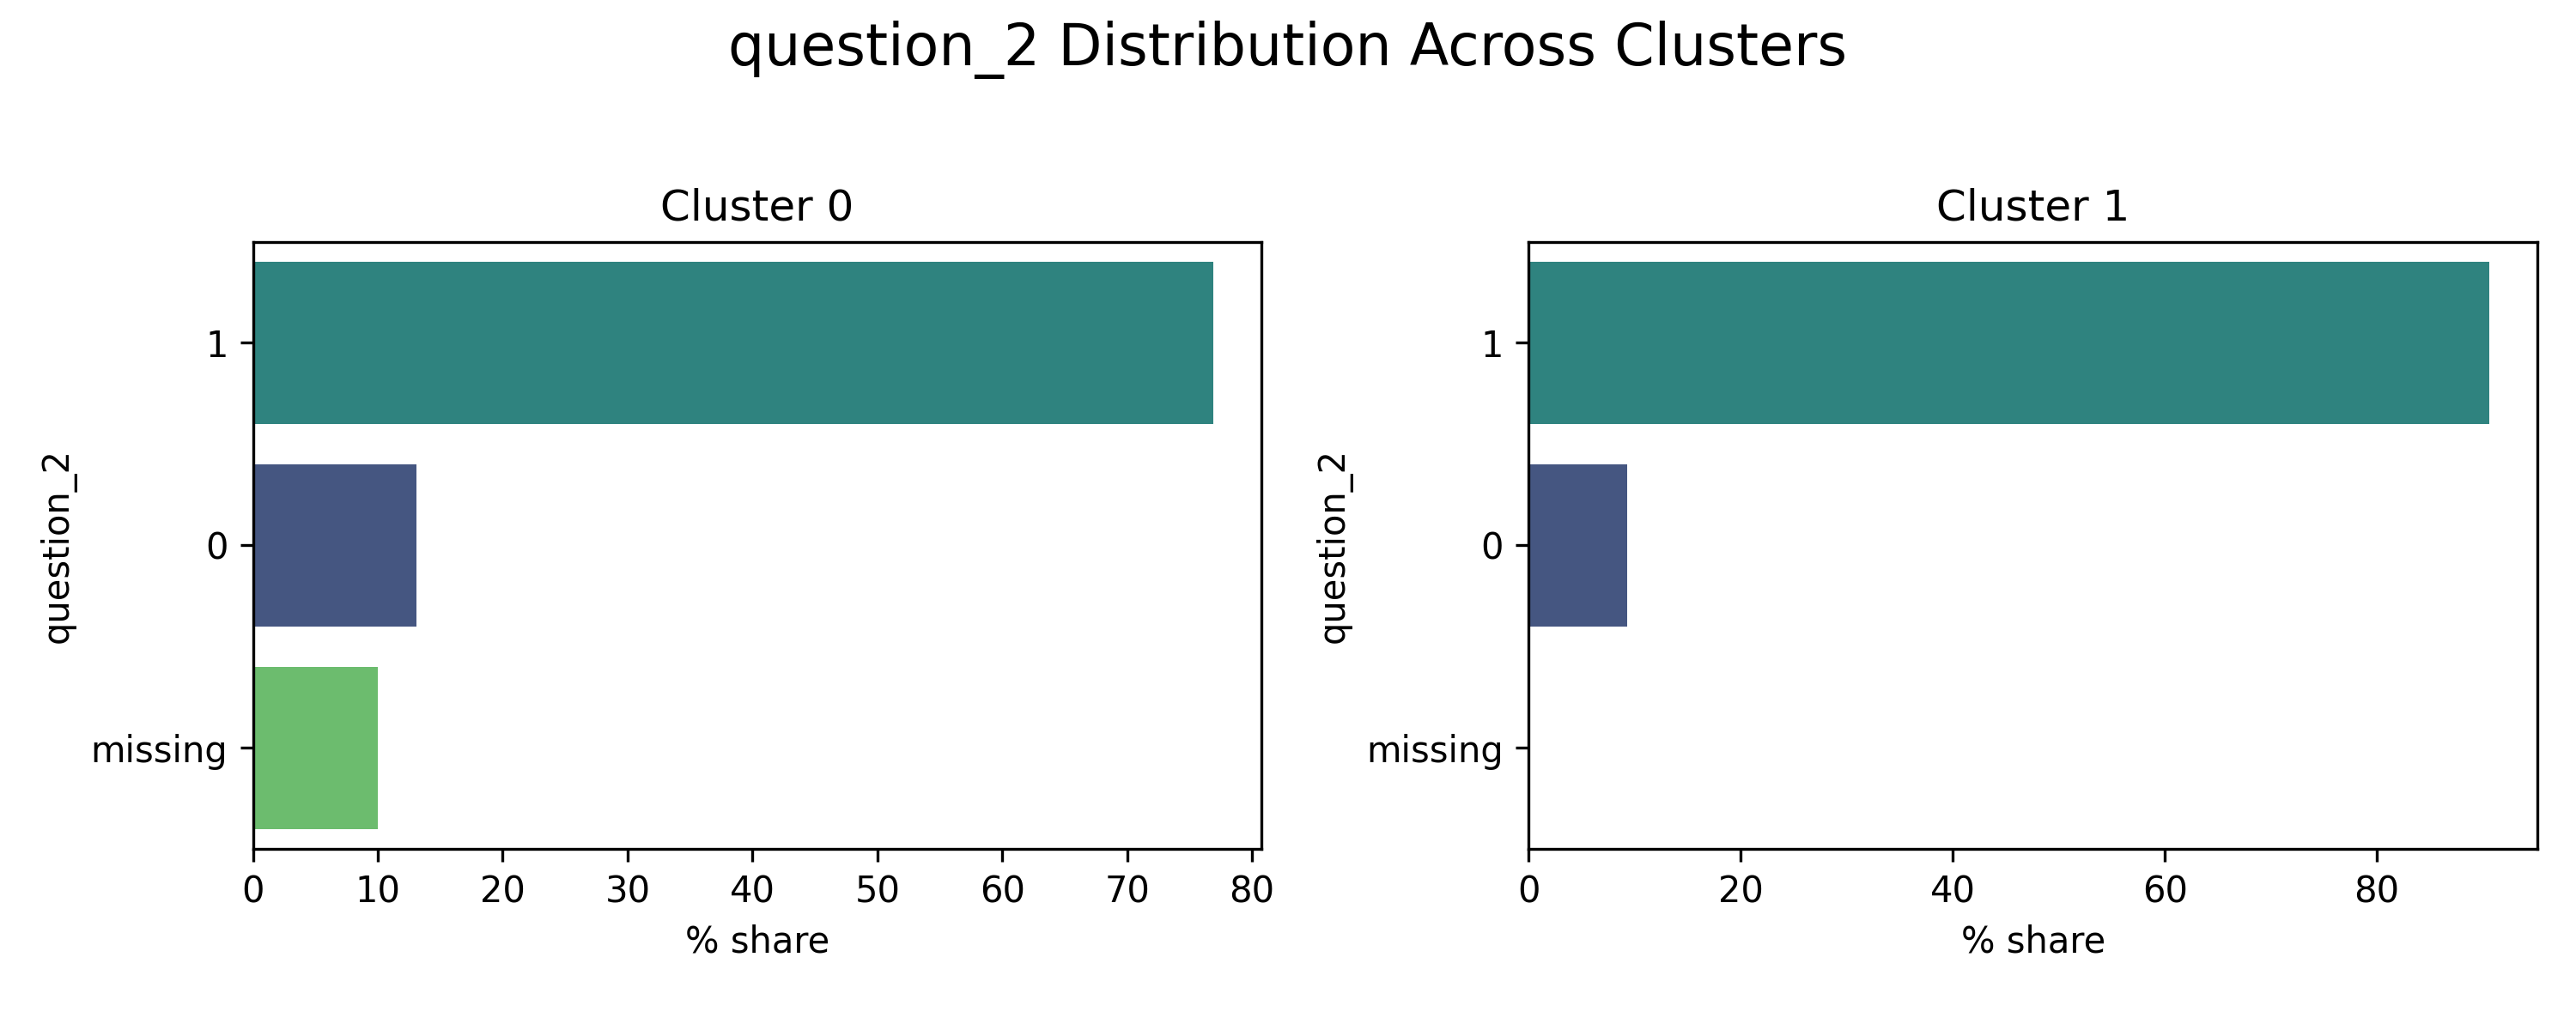 question_2 Distribution Across Clusters
Cluster 0
question_2
1
0
missing
0 10 20 30 40 50 60 70 80
% share
Cluster 1
question_2
1
0
missing
0 20 40 60 80
% share